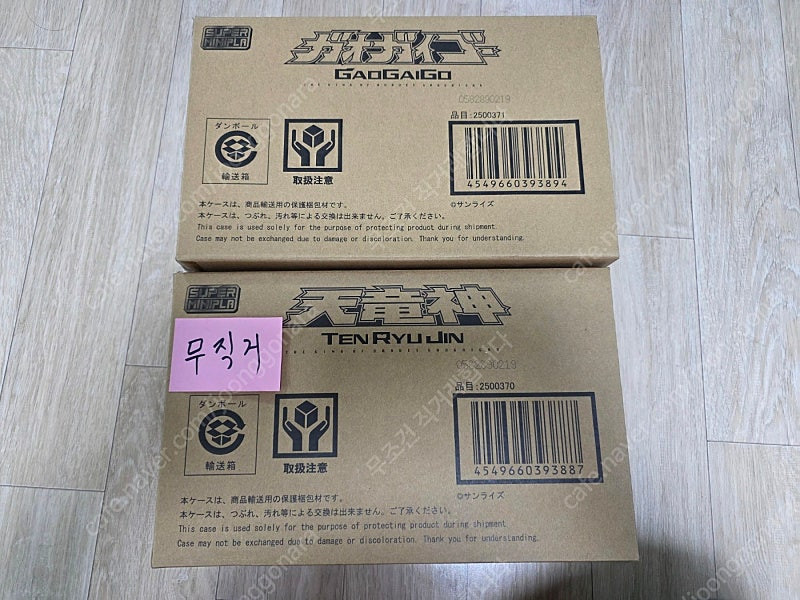 SUPER
MINIPLA
ガオガイゴー
GAOGAIGO
THE KING OF BRAVES GAOGAIGAR
0582890219
品目:2500371
ダンボール
輸送箱
取扱注意
4549660393894
©サンライズ
本ケースは、商品輸送用の保護梱包材です。
本ケースは、つぶれ、汚れ等による交換は出来ません。ご了承ください。
This case is used solely for the purpose of protecting product during shipment.
Case may not be exchanged due to damage or discoloration. Thank you for understanding.
SUPER
MINIPLA
天竜神
TENRYUJIN
무직거
品目:2500370
ダンボール
輸送箱
取扱注意
4549660393887
©サンライズ
本ケースは、商品輸送用の保護梱包材です。
本ケースは、つぶれ、汚れ等による交換は出来ません。ご了承ください。
This case is used solely for the purpose of protecting product during shipment.
Case may not be exchanged due to damage or discoloration. Thank you for understanding.